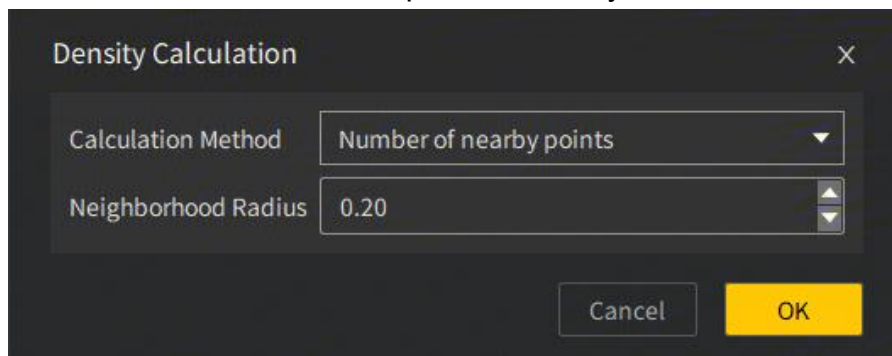 Density Calculation X
Calculation Method Number of nearby points
Neighborhood Radius 0.20
Cancel OK